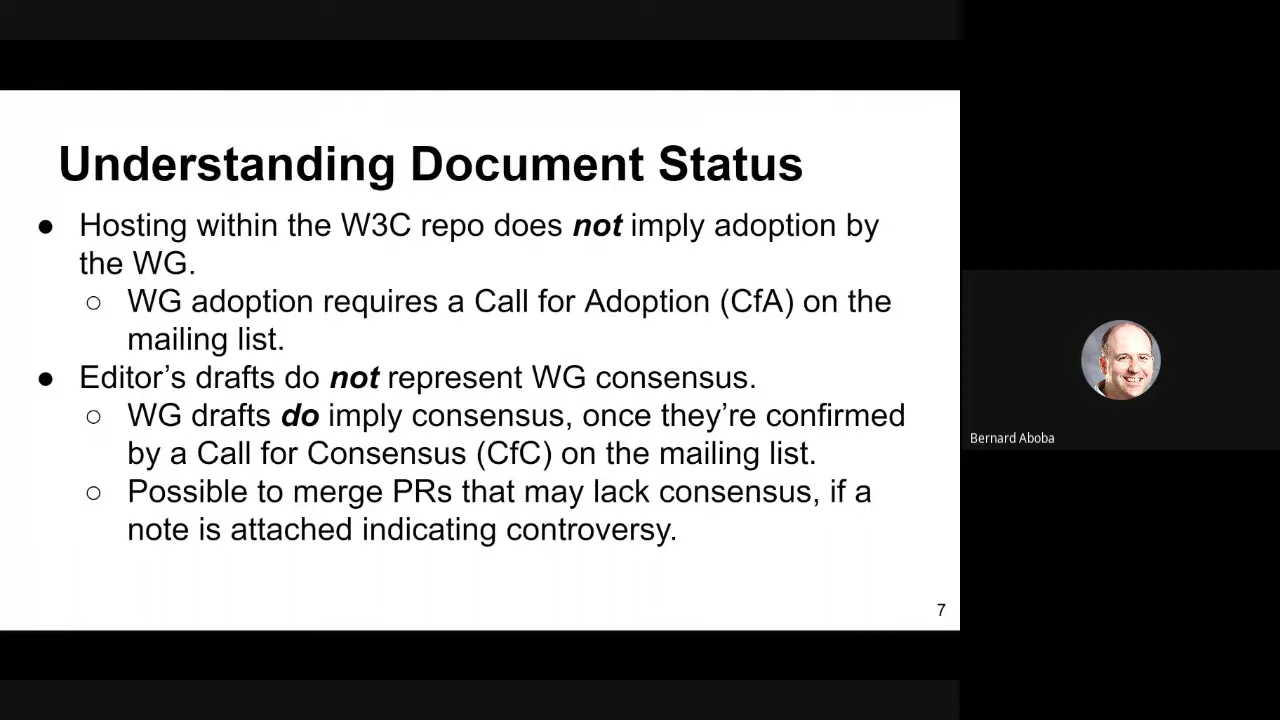 Understanding Document Status
● Hosting within the W3C repo does not imply adoption by
the WG.
○ WG adoption requires a Call for Adoption (CfA) on the
mailing list.
● Editor’s drafts do not represent WG consensus.
○ WG drafts do imply consensus, once they’re confirmed
by a Call for Consensus (CfC) on the mailing list.
○ Possible to merge PRs that may lack consensus, if a
note is attached indicating controversy.
7
Bernard Aboba